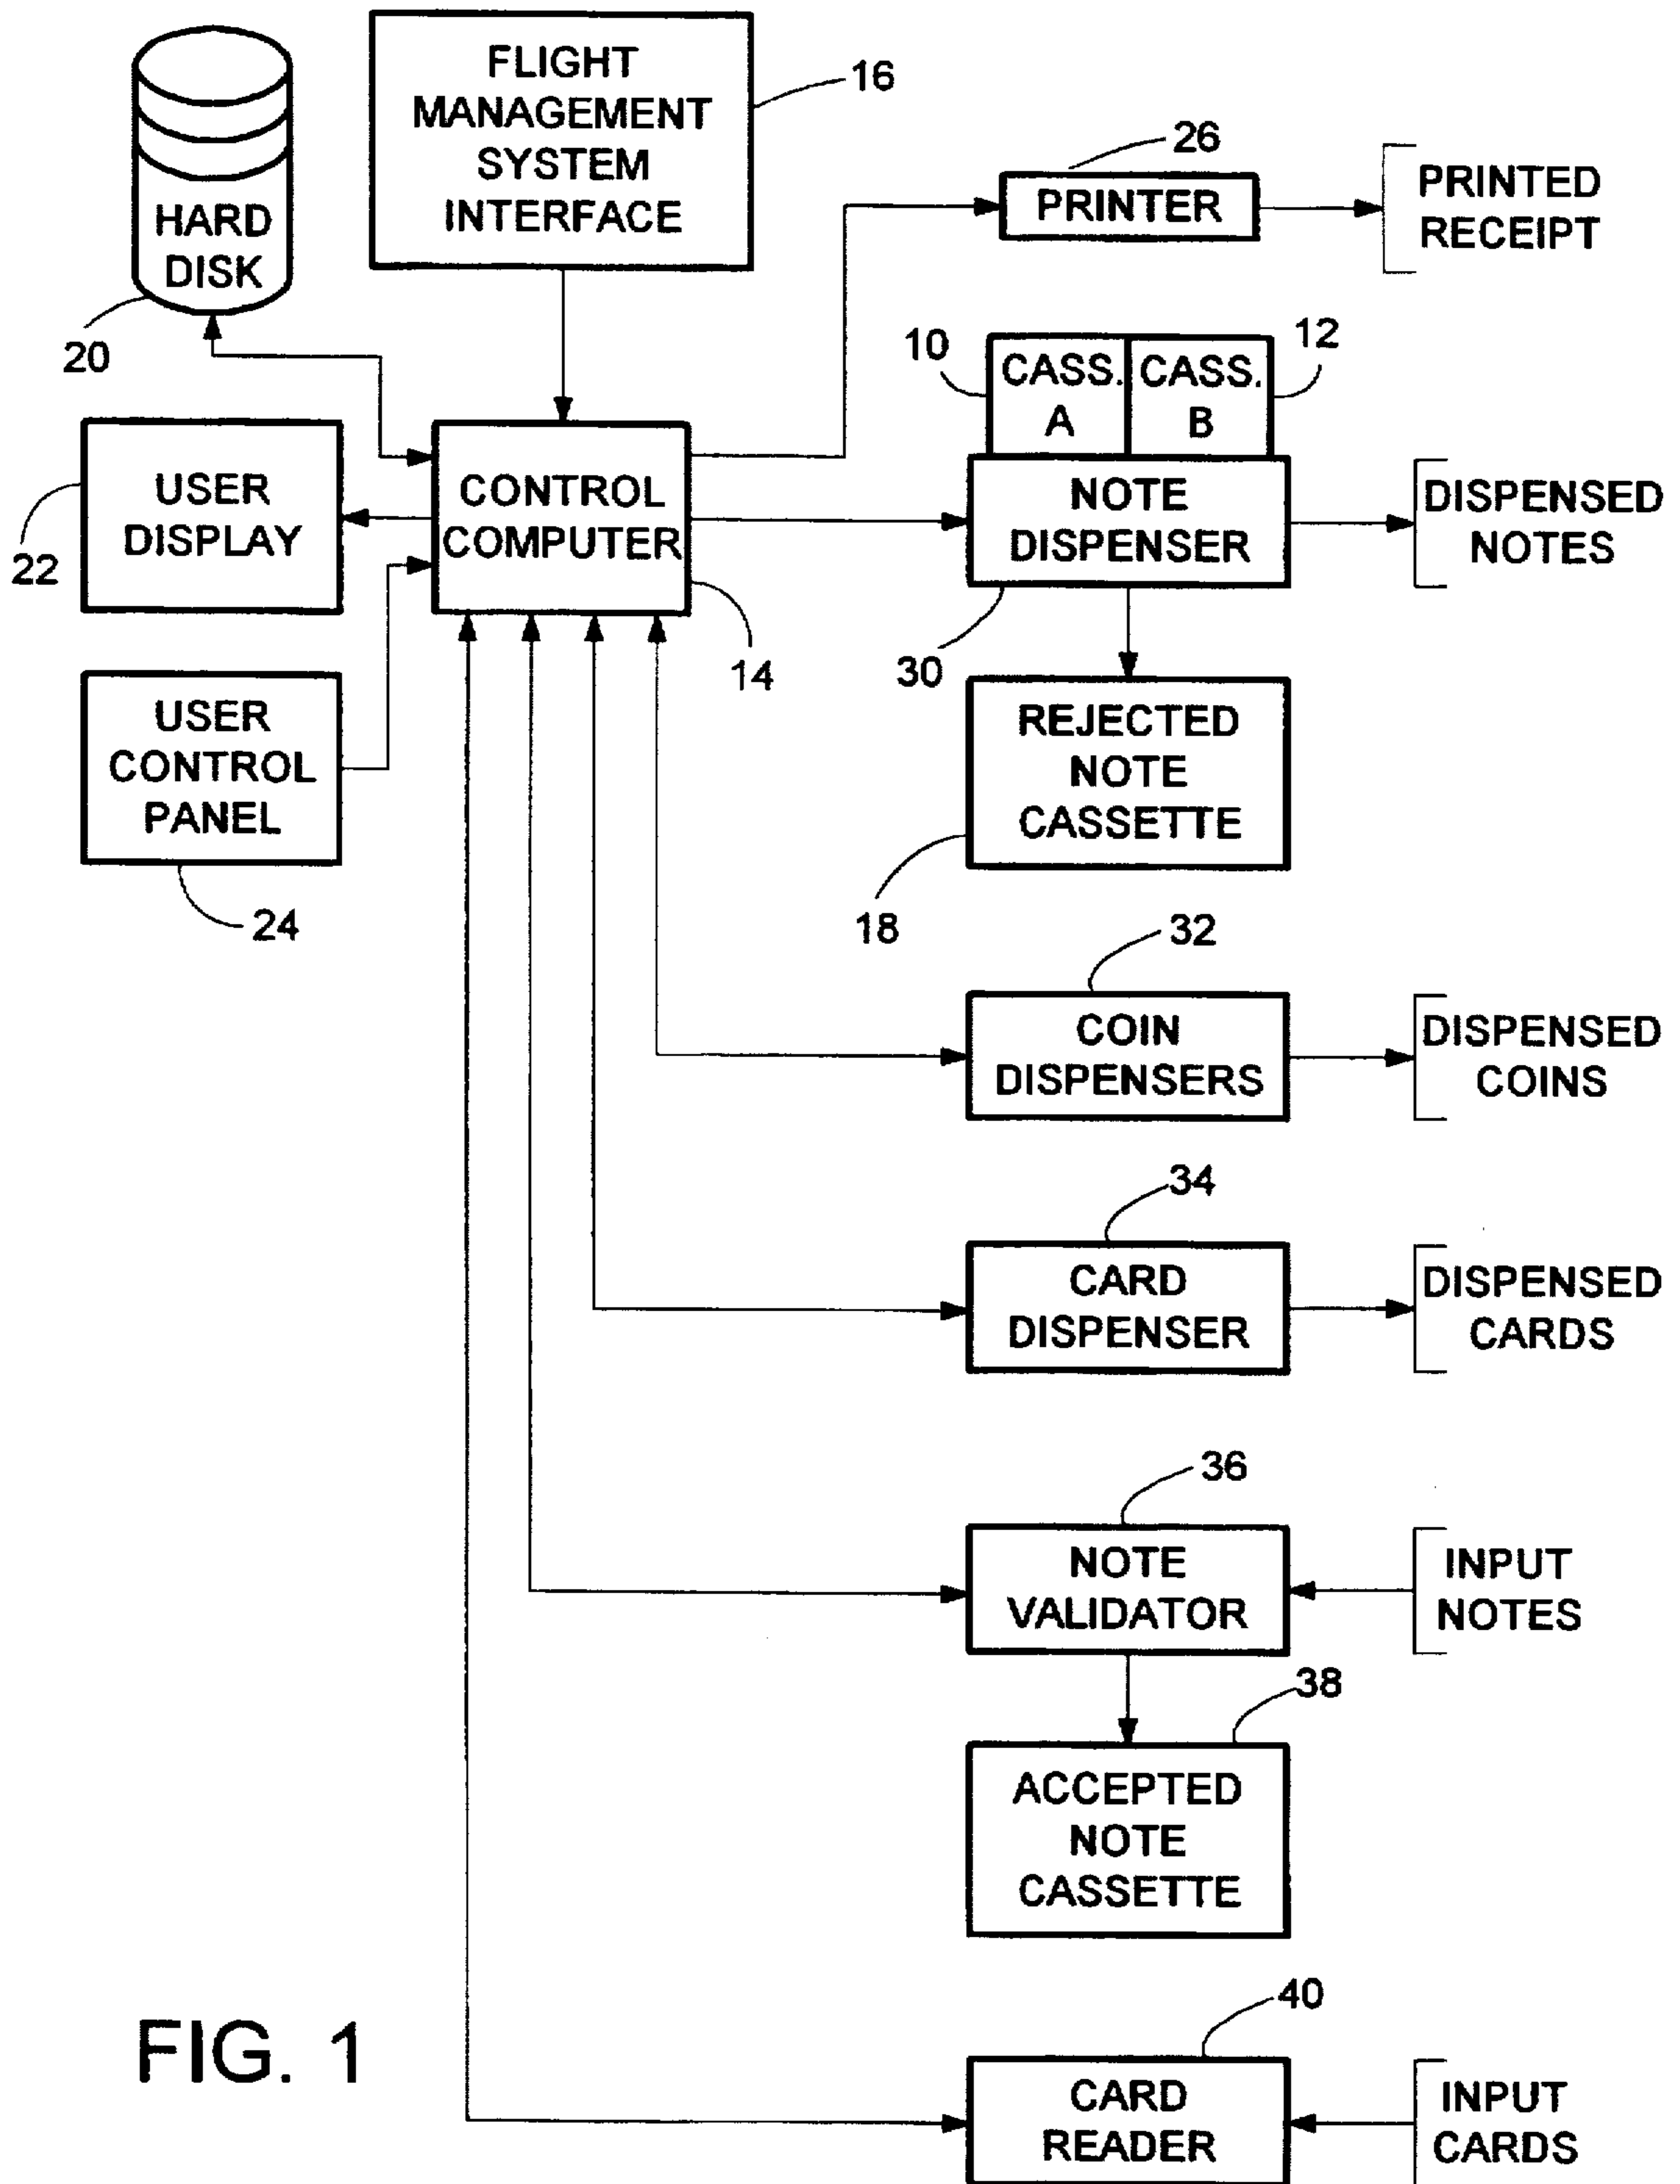 FLIGHT
MANAGEMENT
SYSTEM
INTERFACE
16
HARD
DISK
20
26
PRINTER
PRINTED
RECEIPT
10
CASS.
A
CASS.
B
12
USER
DISPLAY
22
CONTROL
COMPUTER
14
NOTE
DISPENSER
30
DISPENSED
NOTES
USER
CONTROL
PANEL
24
REJECTED
NOTE
CASSETTE
18
32
COIN
DISPENSERS
DISPENSED
COINS
34
CARD
DISPENSER
DISPENSED
CARDS
36
NOTE
VALIDATOR
INPUT
NOTES
38
ACCEPTED
NOTE
CASSETTE
40
CARD
READER
INPUT
CARDS
FIG. 1